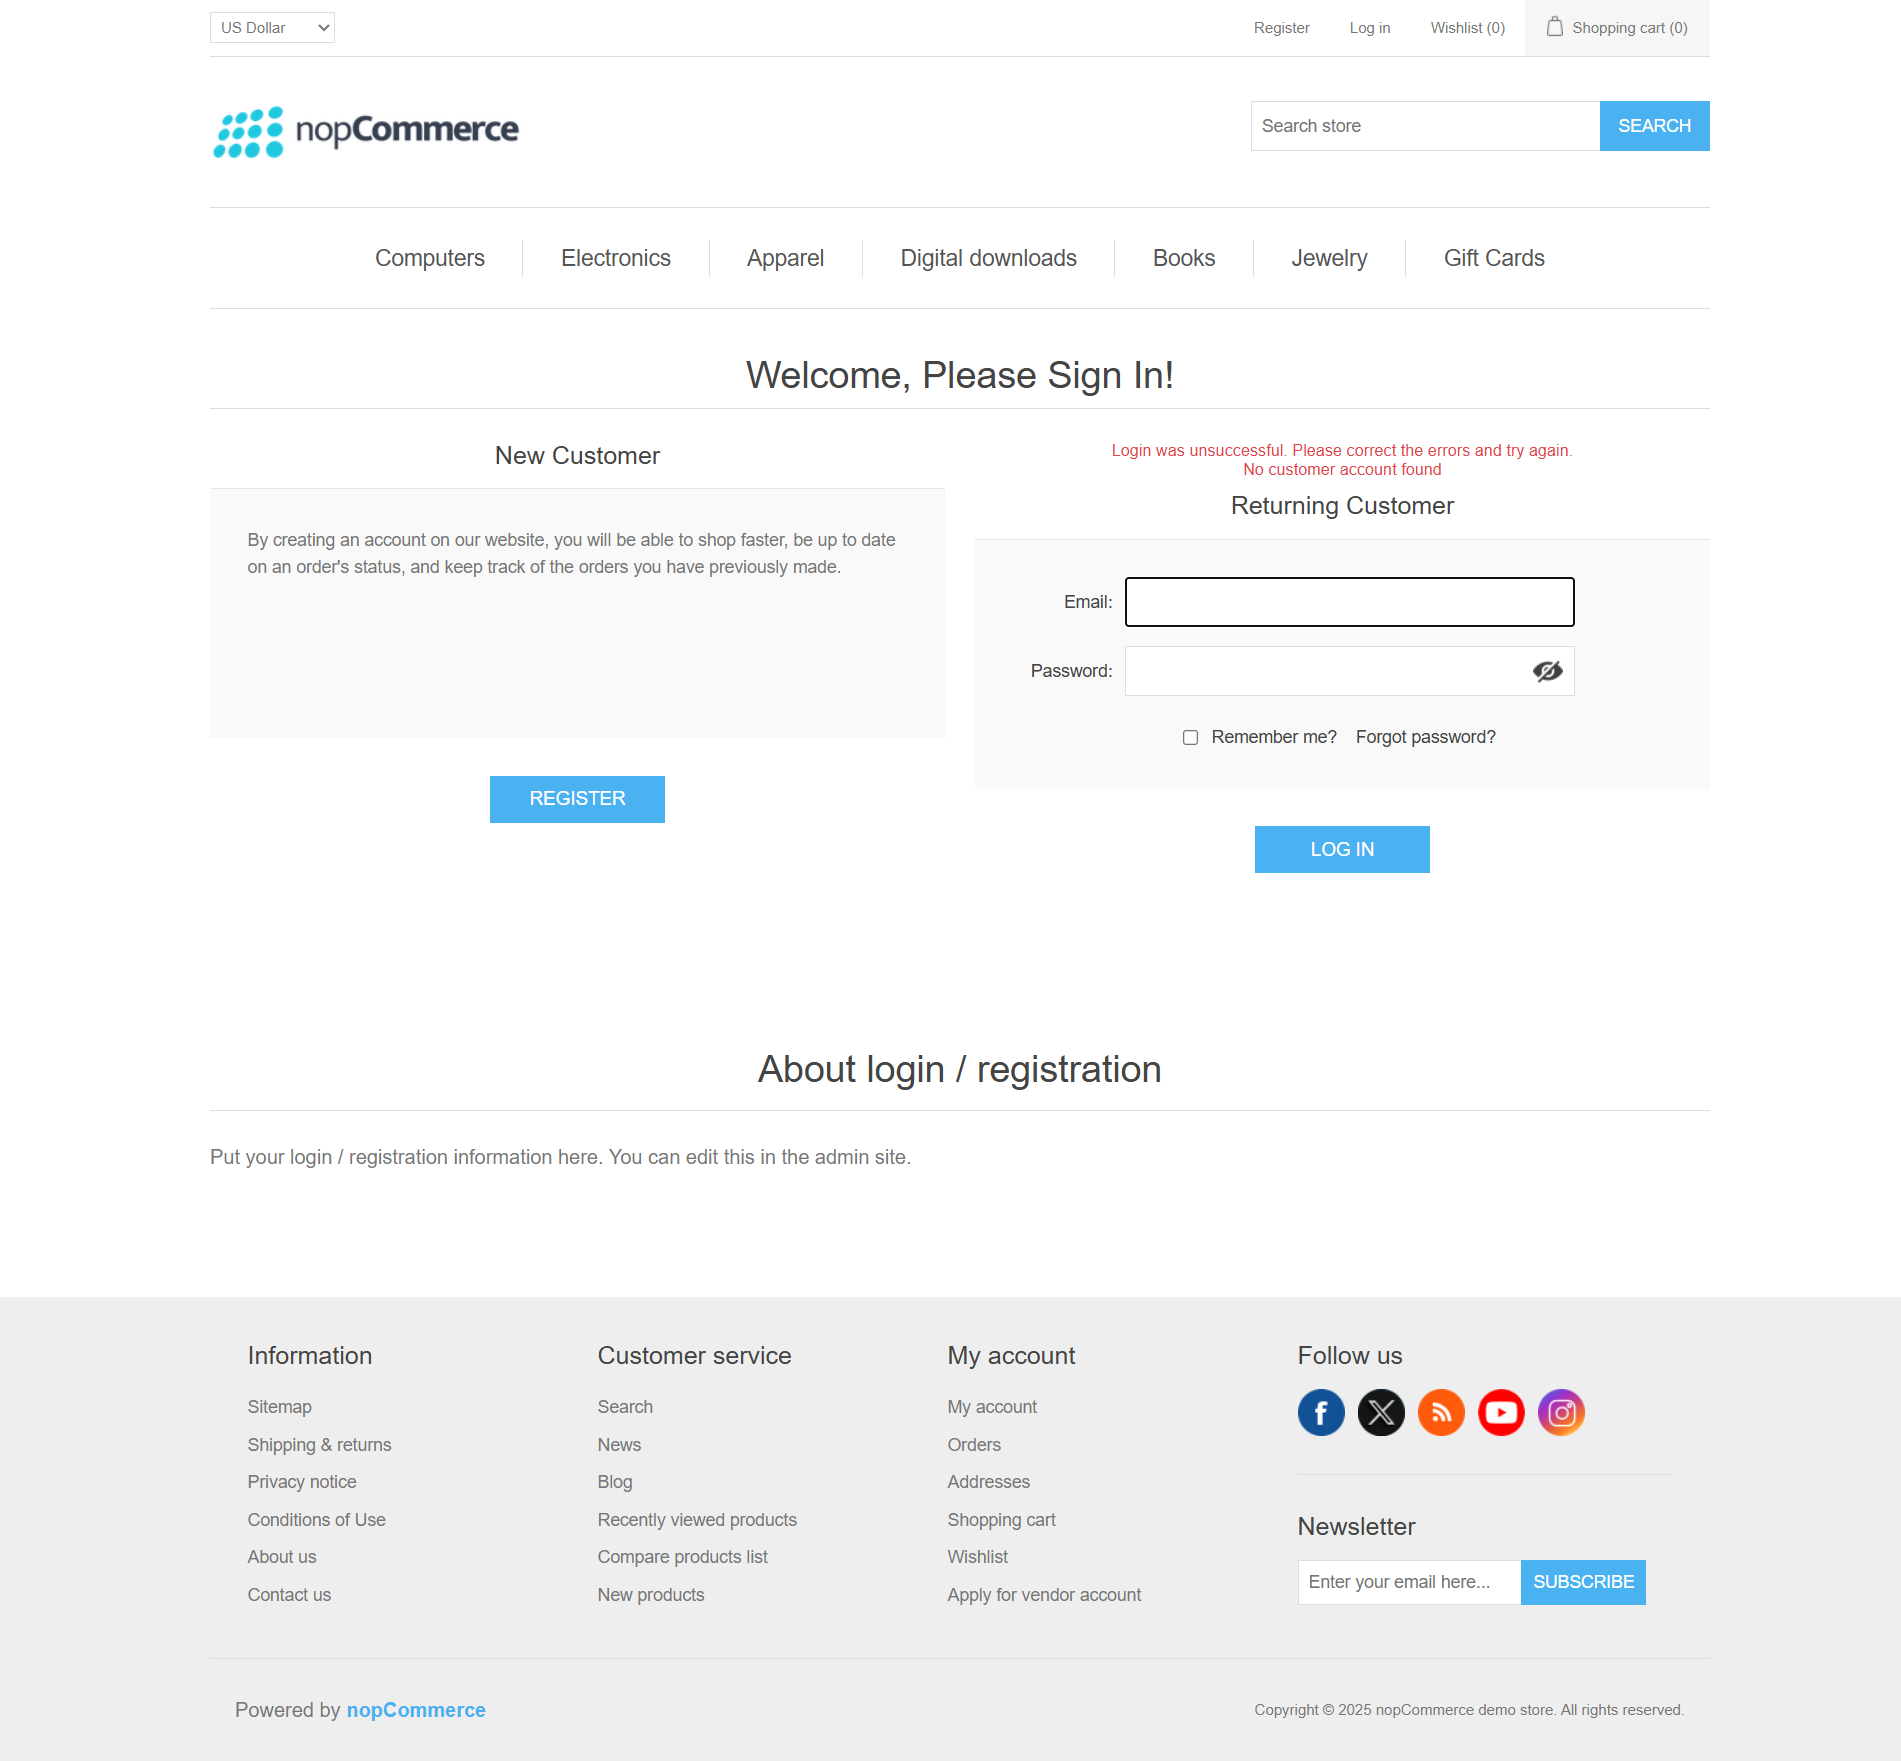 US Dollar
Register
Log in
Wishlist (0)
Shopping cart (0)
nopCommerce
Search store
SEARCH
Computers
Electronics
Apparel
Digital downloads
Books
Jewelry
Gift Cards
Welcome, Please Sign In!
New Customer
By creating an account on our website, you will be able to shop faster, be up to date
on an order's status, and keep track of the orders you have previously made.
REGISTER
Login was unsuccessful. Please correct the errors and try again.
No customer account found
Returning Customer
Email:
Password:
Remember me?
Forgot password?
LOG IN
About login / registration
Put your login / registration information here. You can edit this in the admin site.
Information
Sitemap
Shipping & returns
Privacy notice
Conditions of Use
About us
Contact us
Customer service
Search
News
Blog
Recently viewed products
Compare products list
New products
My account
My account
Orders
Addresses
Shopping cart
Wishlist
Apply for vendor account
Follow us
Newsletter
Enter your email here...
SUBSCRIBE
Powered by nopCommerce
Copyright © 2025 nopCommerce demo store. All rights reserved.